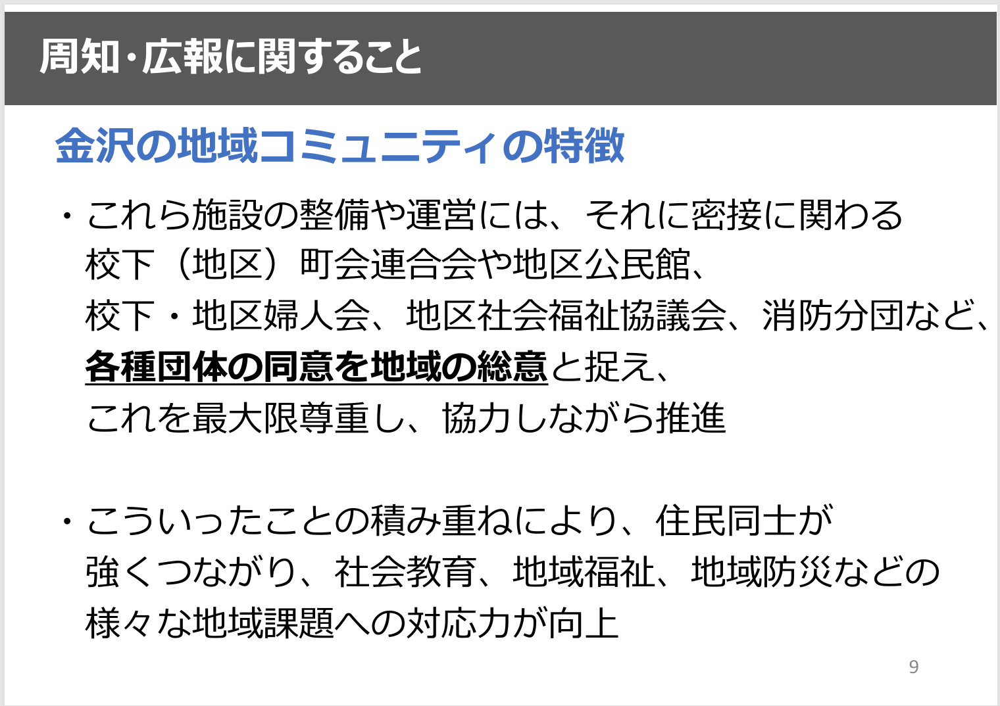 周知・広報に関すること
金沢の地域コミュニティの特徴
・これら施設の整備や運営には、それに密接に関わる
校下（地区）町会連合会や地区公民館、
校下・地区婦人会、地区社会福祉協議会、消防分団など、
各種団体の同意を地域の総意と捉え、
これを最大限尊重し、協力しながら推進
・こういったことの積み重ねにより、住民同士が
強くつながり、社会教育、地域福祉、地域防災などの
様々な地域課題への対応力が向上
9